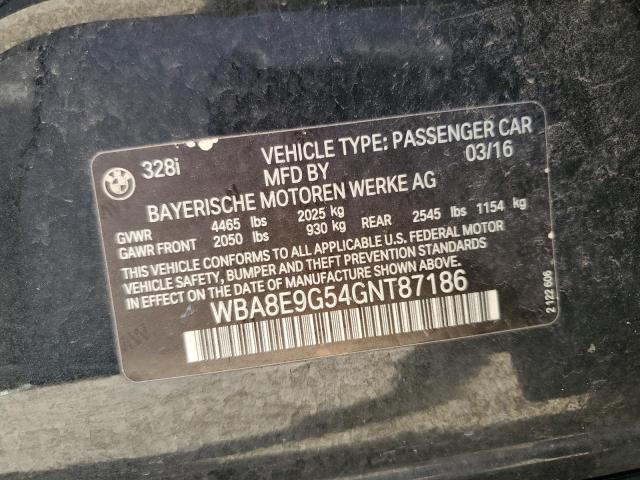 328i VEHICLE TYPE: PASSENGER CAR
MFD BY 03/16
BAYERISCHE MOTOREN WERKE AG
GVWR 4465 lbs 2025 kg
GAWR FRONT 2050 lbs 930 kg REAR 2545 lbs 1154 kg
THIS VEHICLE CONFORMS TO ALL APPLICABLE U.S. FEDERAL MOTOR
VEHICLE SAFETY, BUMPER AND THEFT PREVENTION STANDARDS
IN EFFECT ON THE DATE OF MANUFACTURE SHOWN ABOVE.
WBA8E9G54GNT87186
2 122 606